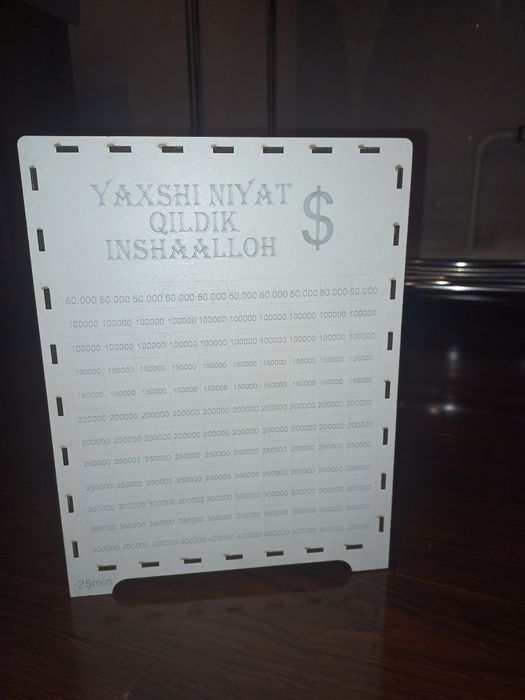 YAXSHI NIYAT
QILDIK
INSHAALLOH
$
50.000 50.000 50.000 50.000 50.000 50.000 50.000 50.000 50.000 50.000
100000 100000 100000 100000 100000 100000 100000 100000 100000 100000
100000 100000 100000 100000 100000 100000 100000 100000 100000 100000
150000 150000 150000 150000 150000 150000 150000 150000 150000 150000
150000 150000 150000 150000 150000 150000 150000 150000 150000 150000
200000 200000 200000 200000 200000 200000 200000 200000 200000 200000
200000 200000 200000 200000 200000 200000 200000 200000 200000 200000
250000 250000 250000 250000 250000 250000 250000 250000 250000 250000
250000 250000 250000 250000 250000 250000 250000 250000 250000 250000
300000 300000 300000 300000 300000 300000 300000 300000 300000 300000
350000 350000 350000 350000 350000 350000 350000 350000 350000 350000
400000 400000 400000 400000 400000 400000 400000 400000 400000 400000
25mln